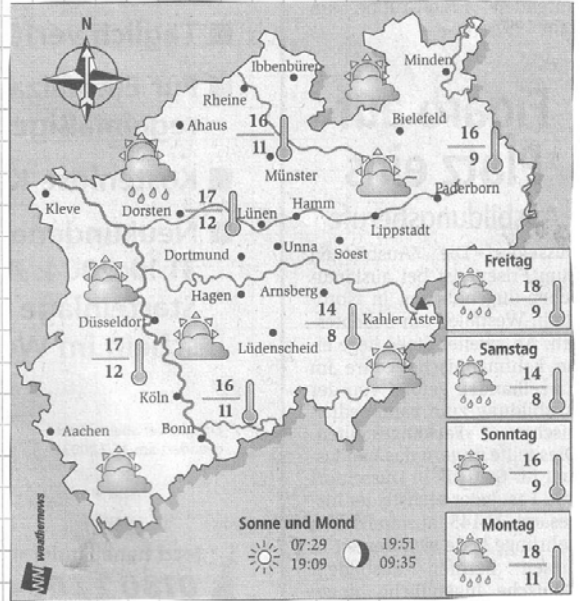 N
Ibbenbüren
Minden
Rheine
Ahaus
16
11
Bielefeld
16
9
Münster
Kleve
Dorsten
17
12
Lünen
Hamm
Paderborn
Lippstadt
Dortmund
Unna
Soest
Hagen
Arnsberg
14
8
Kahler Asten
Düsseldorf
17
12
Lüdenscheid
Köln
16
11
Aachen
Bonn
Freitag
18
9
Samstag
14
8
Sonntag
16
9
Montag
18
11
Sonne und Mond
07:29 19:51
19:09 09:35
weathernews